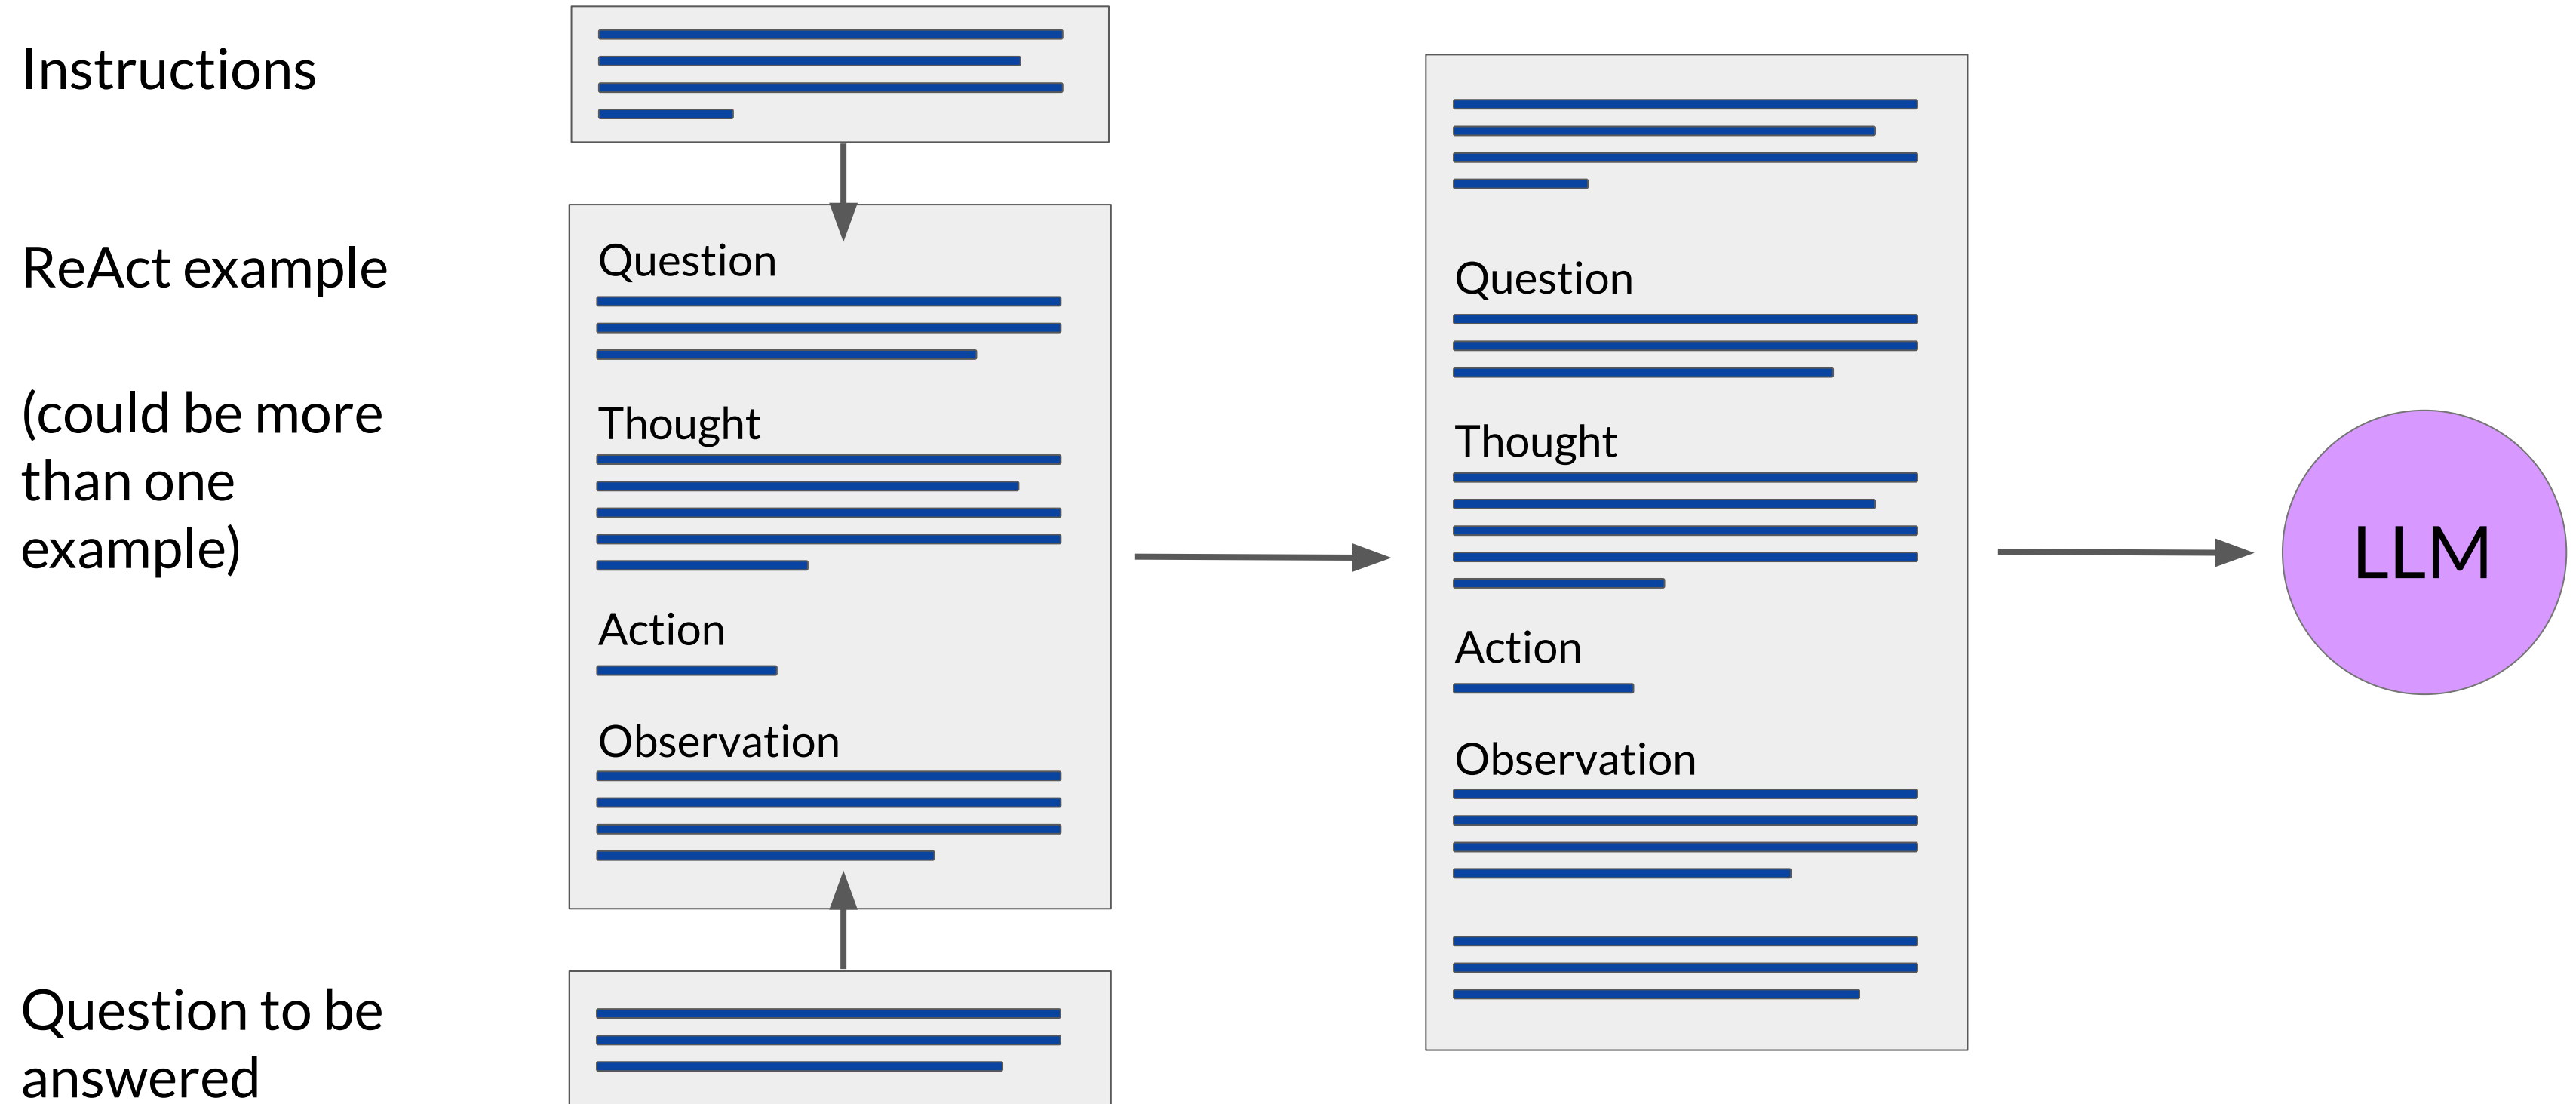 Instructions
ReAct example
(could be more
than one
example)
Question to be
answered
Question
Thought
Action
Observation
Question
Thought
Action
Observation
LLM